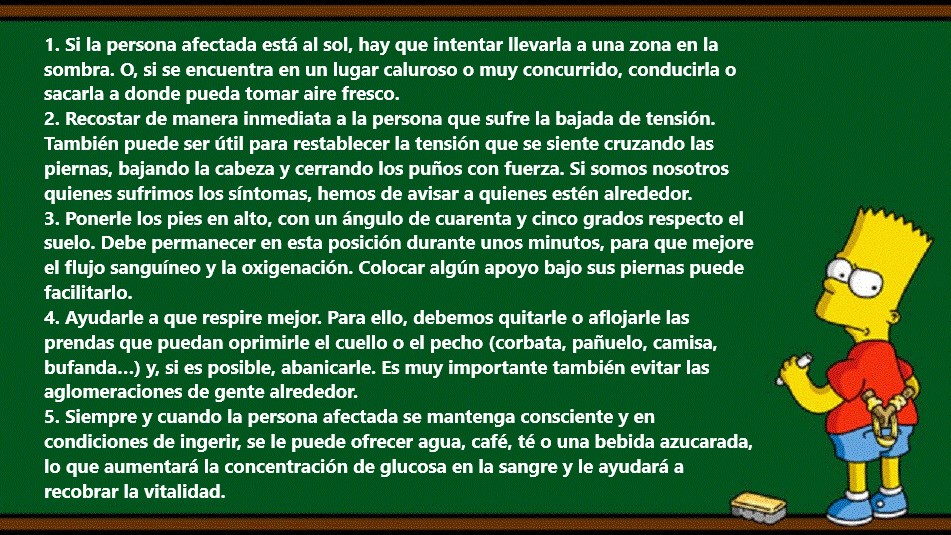 1. Si la persona afectada está al sol, hay que intentar llevarla a una zona en la
sombra. O, si se encuentra en un lugar caluroso o muy concurrido, conducirla o
sacarla a donde pueda tomar aire fresco.
2. Recostar de manera inmediata a la persona que sufre la bajada de tensión.
También puede ser útil para restablecer la tensión que se siente cruzando las
piernas, bajando la cabeza y cerrando los puños con fuerza. Si somos nosotros
quienes sufrimos los síntomas, hemos de avisar a quienes estén alrededor.
3. Ponerle los pies en alto, con un ángulo de cuarenta y cinco grados respecto el
suelo. Debe permanecer en esta posición durante unos minutos, para que mejore
el flujo sanguíneo y la oxigenación. Colocar algún apoyo bajo sus piernas puede
facilitarlo.
4. Ayudarle a que respire mejor. Para ello, debemos quitarle o aflojarle las
prendas que puedan oprimirle el cuello o el pecho (corbata, pañuelo, camisa,
bufanda...) y, si es posible, abanicarle. Es muy importante también evitar las
aglomeraciones de gente alrededor.
5. Siempre y cuando la persona afectada se mantenga consciente y en
condiciones de ingerir, se le puede ofrecer agua, café, té o una bebida azucarada,
lo que aumentará la concentración de glucosa en la sangre y le ayudará a
recobrar la vitalidad.